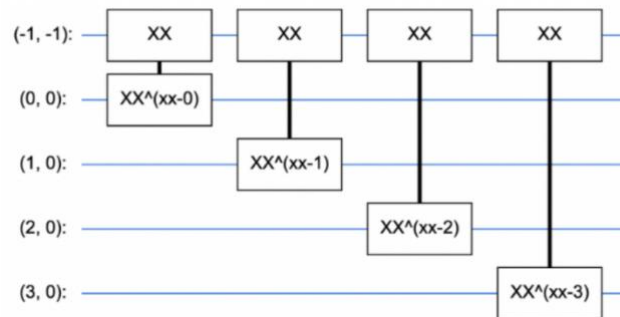 (-1, -1): XX XX XX XX
(0, 0): XX^(xx-0)
(1, 0): XX^(xx-1)
(2, 0): XX^(xx-2)
(3, 0): XX^(xx-3)